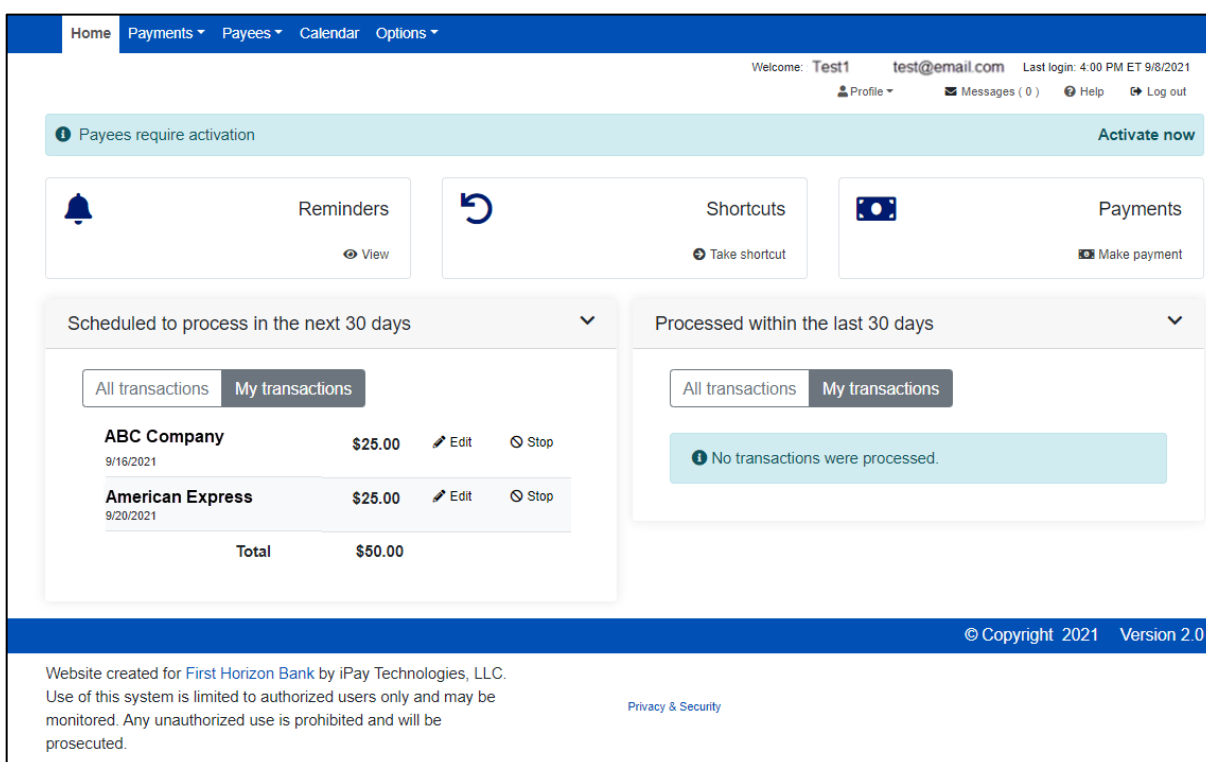 Home Payments Payees Calendar Options
Welcome: Test1 test@email.com Last login: 4:00 PM ET 9/8/2021
Profile Messages ( 0 ) Help Log out
Payees require activation Activate now
Reminders
View
Shortcuts
Take shortcut
Payments
Make payment
Scheduled to process in the next 30 days
All transactions My transactions
ABC Company $25.00 Edit Stop
9/16/2021
American Express $25.00 Edit Stop
9/20/2021
Total $50.00
Processed within the last 30 days
All transactions My transactions
No transactions were processed.
© Copyright 2021 Version 2.0
Website created for First Horizon Bank by iPay Technologies, LLC.
Use of this system is limited to authorized users only and may be
monitored. Any unauthorized use is prohibited and will be
prosecuted.
Privacy & Security